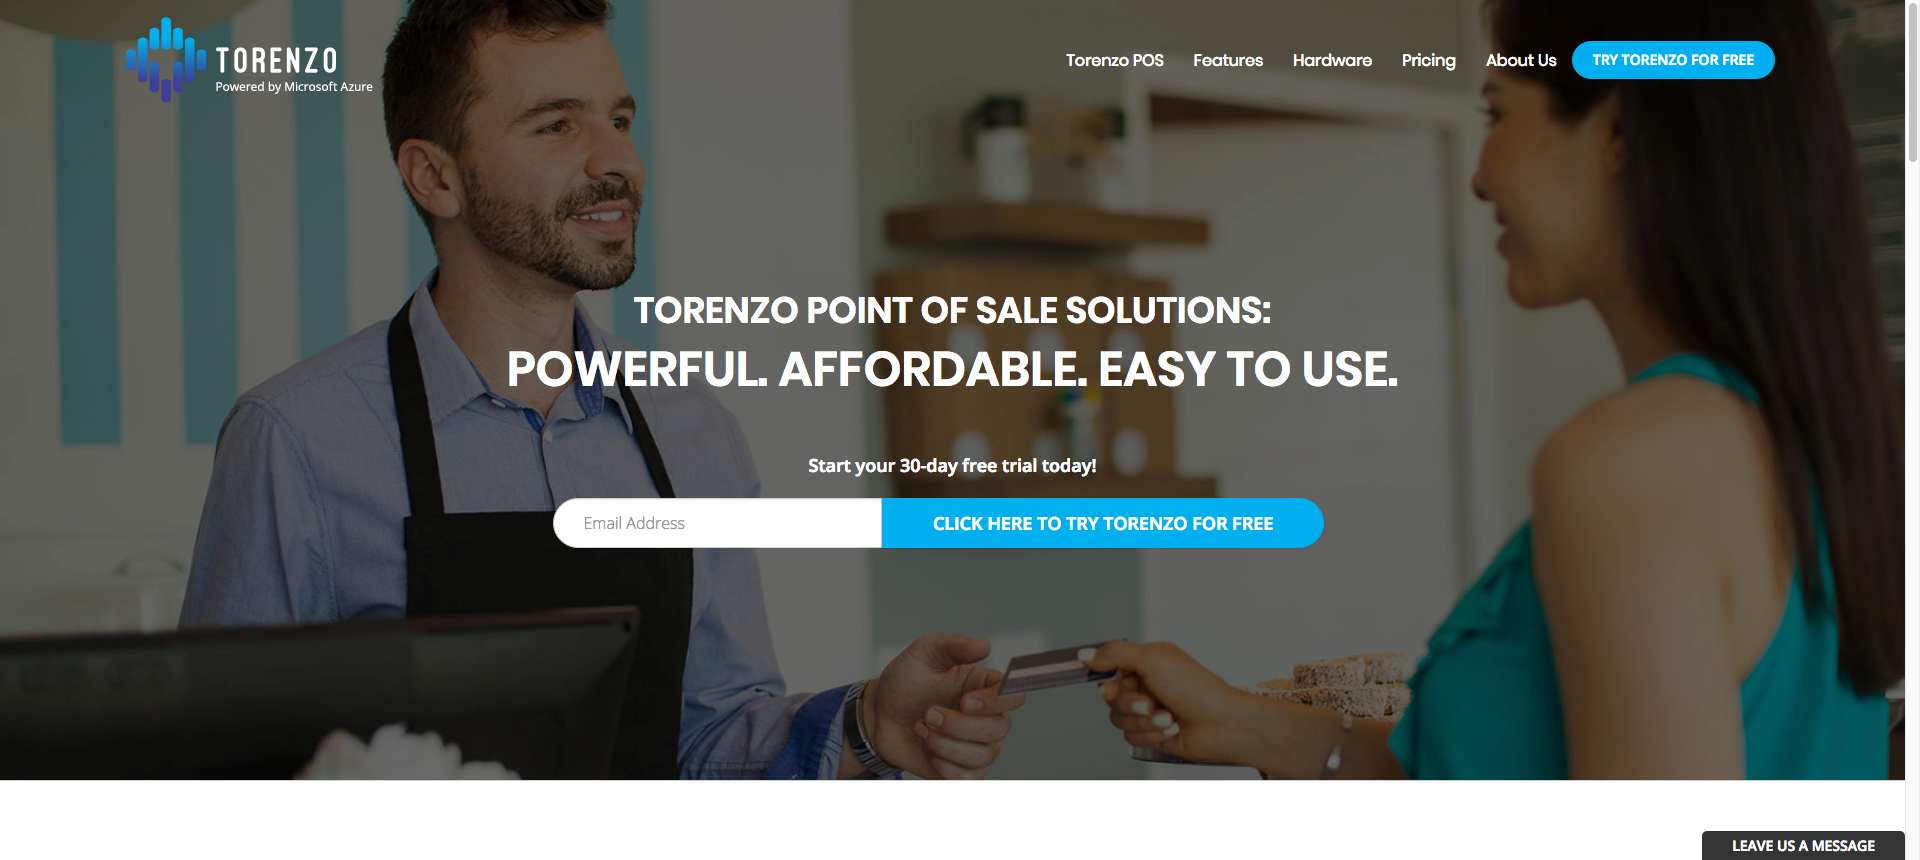 TORENZO
Powered by Microsoft Azure
Torenzo POS
Features
Hardware
Pricing
About Us
TRY TORENZO FOR FREE
TORENZO POINT OF SALE SOLUTIONS:
POWERFUL. AFFORDABLE. EASY TO USE.
Start your 30-day free trial today!
Email Address
CLICK HERE TO TRY TORENZO FOR FREE
LEAVE US A MESSAGE